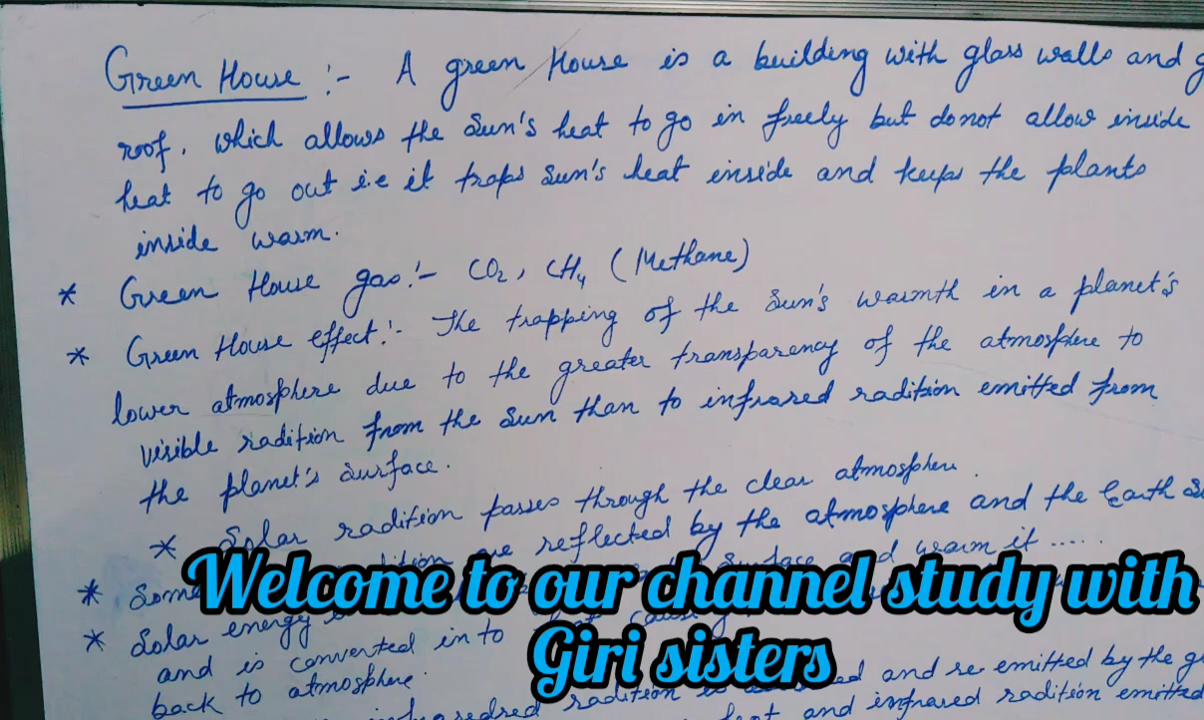 Green House :- A green House is a building with glass walls and g
roof. which allows the Sun's heat to go in freely but donot allow inside
heat to go out i.e it traps Sun's heat inside and keeps the plants
inside warm.
* Green House gas :- CO₂, CH₄ (Methane)
* Green House effect :- The trapping of the Sun's warmth in a planet's
lower atmosphere due to the greater transparency of the atmosphere to
visible radition from the Sun than to infrared radition emitted from
the planet's surface.
* Solar radition passes through the clear atmosphere.
* Some are reflected by the atmosphere and the Earth
surface and warm it .....
* Solar energy
and is converted in to
back to atmosphere.
radition and re emitted by the
and infrared radition emitted
Welcome to our channel study with
Giri sisters